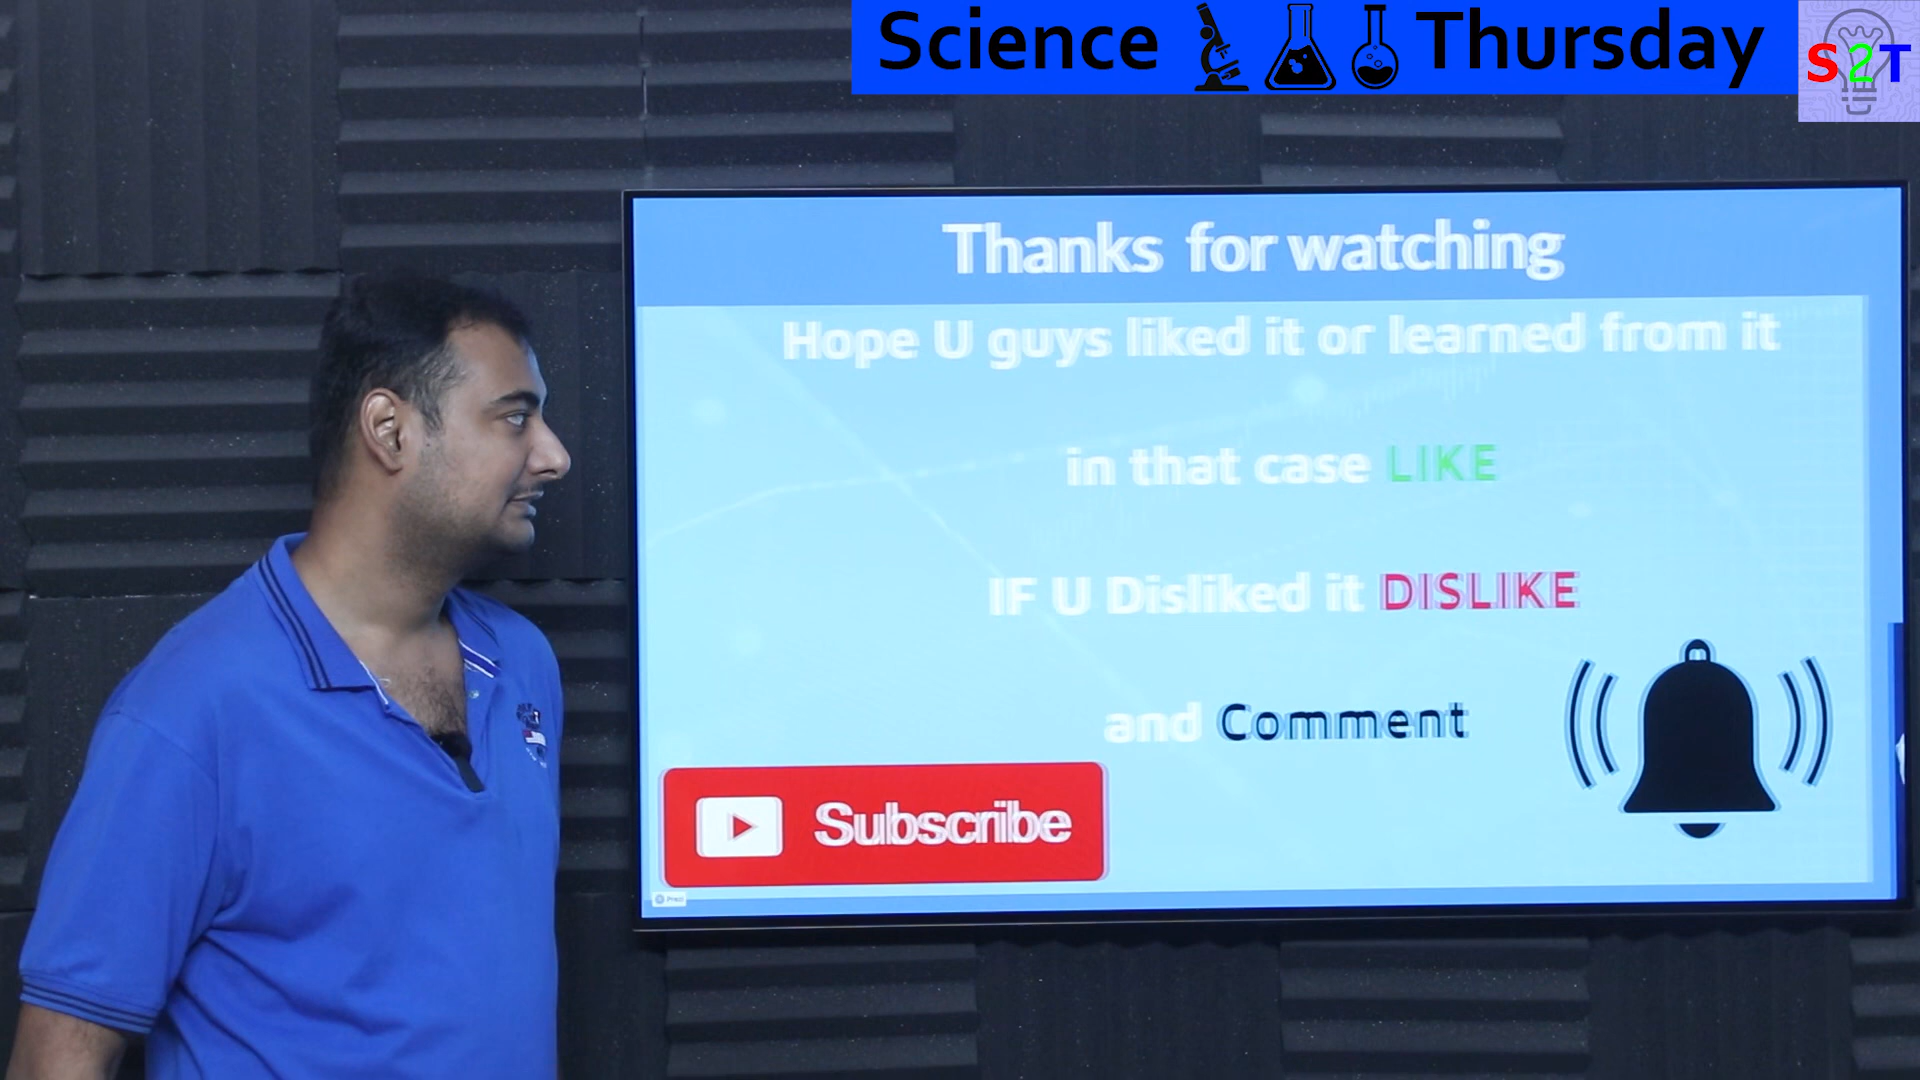 Science Thursday
S2T
Thanks for watching
Hope U guys liked it or learned from it
in that case LIKE
IF U Disliked it DISLIKE
and Comment
Subscribe
Prezi